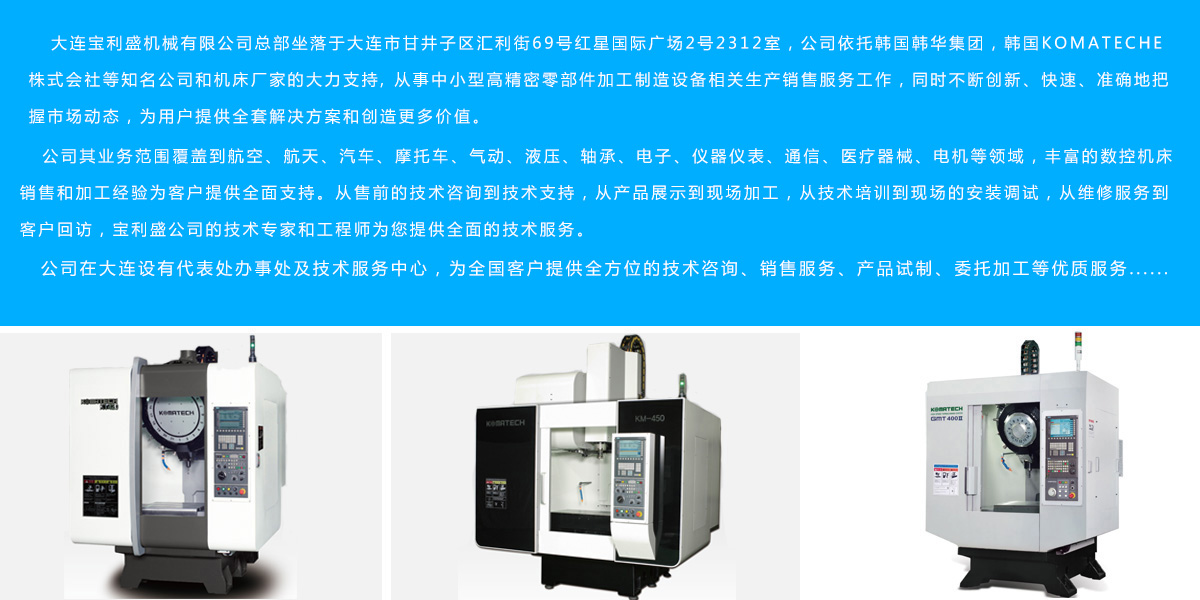 大连宝利盛机械有限公司总部坐落于大连市甘井子区汇利街69号红星国际广场2号2312室，公司依托韩国韩华集团，韩国KOMATECHE
株式会社等知名公司和机床厂家的大力支持, 从事中小型高精密零部件加工制造设备相关生产销售服务工作，同时不断创新、快速、准确地把
握市场动态，为用户提供全套解决方案和创造更多价值。
公司其业务范围覆盖到航空、航天、汽车、摩托车、气动、液压、轴承、电子、仪器仪表、通信、医疗器械、电机等领域，丰富的数控机床
销售和加工经验为客户提供全面支持。从售前的技术咨询到技术支持，从产品展示到现场加工，从技术培训到现场的安装调试，从维修服务到
客户回访，宝利盛公司的技术专家和工程师为您提供全面的技术服务。
公司在大连设有代表处办事处及技术服务中心，为全国客户提供全方位的技术咨询、销售服务、产品试制、委托加工等优质服务......
KOMATECH
KOMATECH
KOMATECH
KM-450
KOMATECH
GMT 400II